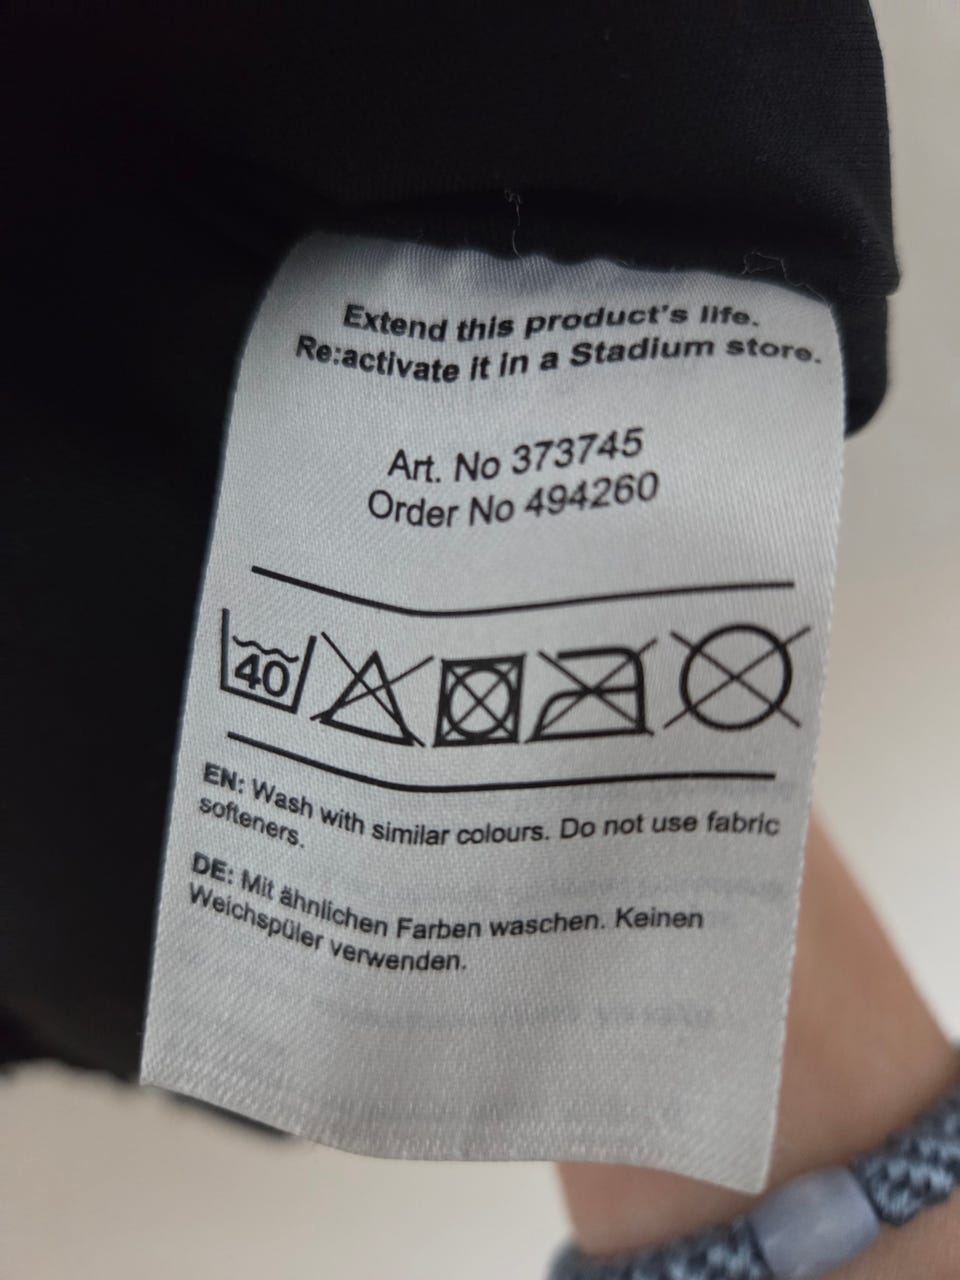 Extend this product's life.
Re:activate it in a Stadium store.
Art. No 373745
Order No 494260
40
EN: Wash with similar colours. Do not use fabric
softeners.
DE: Mit ähnlichen Farben waschen. Keinen
Weichspüler verwenden.